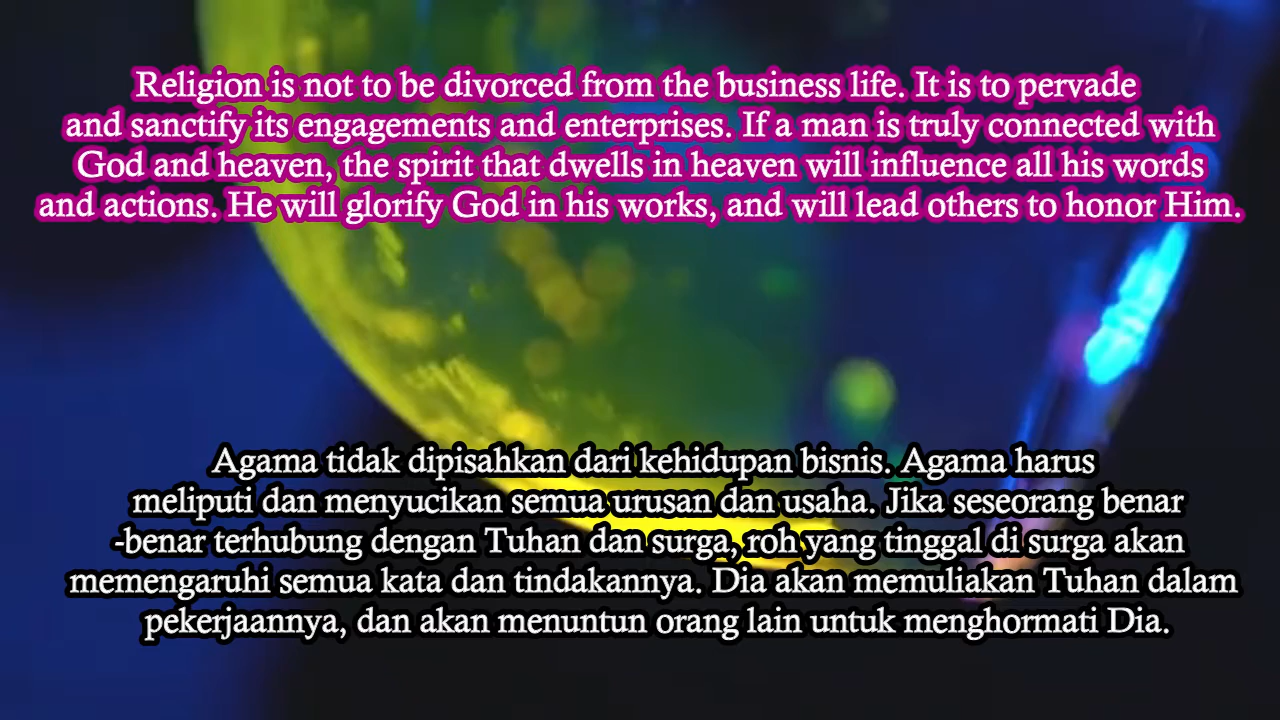 Religion is not to be divorced from the business life. It is to pervade
and sanctify its engagements and enterprises. If a man is truly connected with
God and heaven, the spirit that dwells in heaven will influence all his words
and actions. He will glorify God in his works, and will lead others to honor Him.
Agama tidak dipisahkan dari kehidupan bisnis. Agama harus
meliputi dan menyucikan semua urusan dan usaha. Jika seseorang benar
-benar terhubung dengan Tuhan dan surga, roh yang tinggal di surga akan
memengaruhi semua kata dan tindakannya. Dia akan memuliakan Tuhan dalam
pekerjaannya, dan akan menuntun orang lain untuk menghormati Dia.